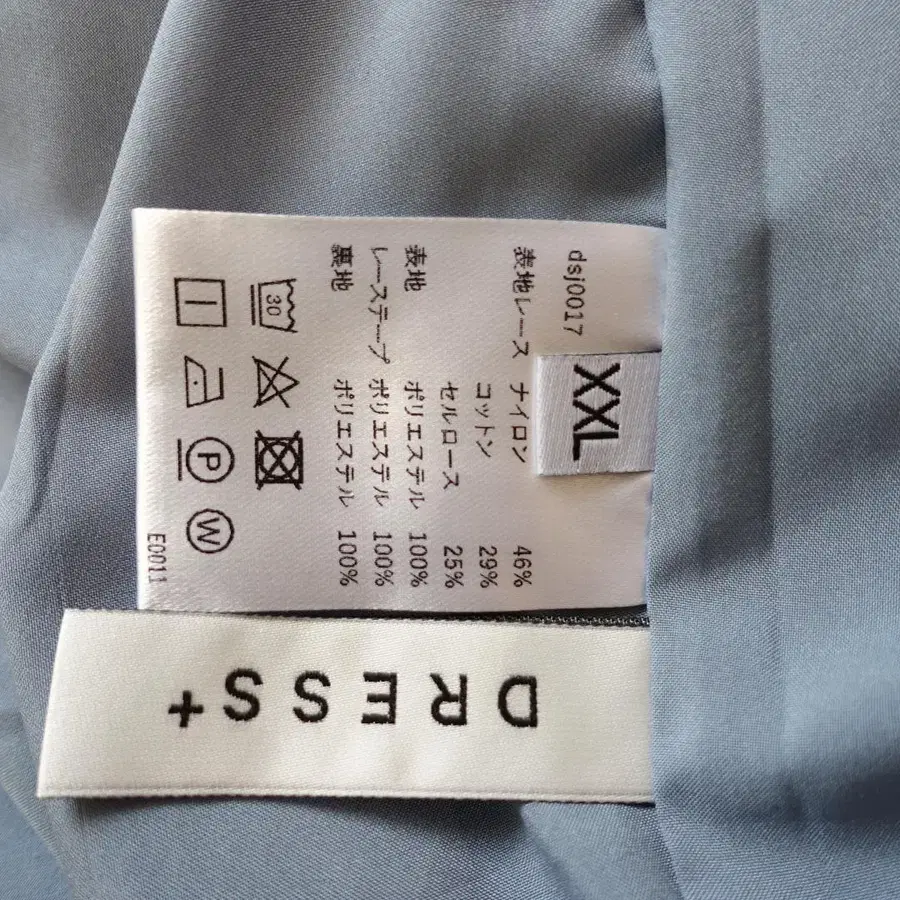 dsj0017
XXL
表地レース ナイロン 46%
コットン 29%
セルロース 25%
表地 ポリエステル 100%
レーステープ ポリエステル 100%
裏地 ポリエステル 100%
30
P W
E0011
DRESS+